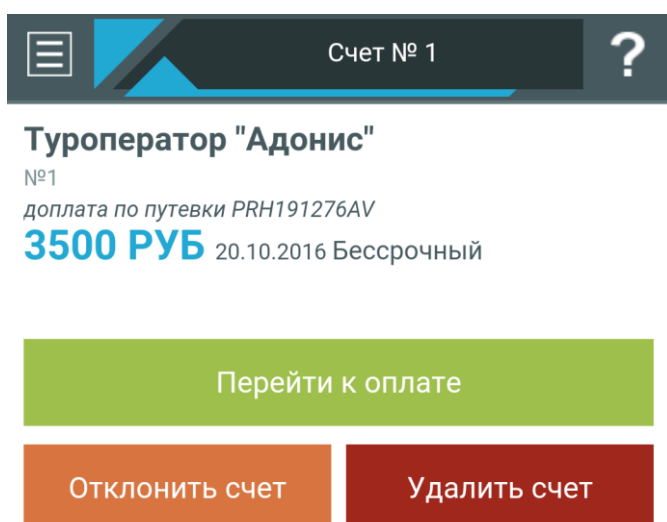 Счет № 1
?
Туроператор "Адонис"
№1
доплата по путевки PRH191276AV
3500 РУБ 20.10.2016 Бессрочный
Перейти к оплате
Отклонить счет
Удалить счет